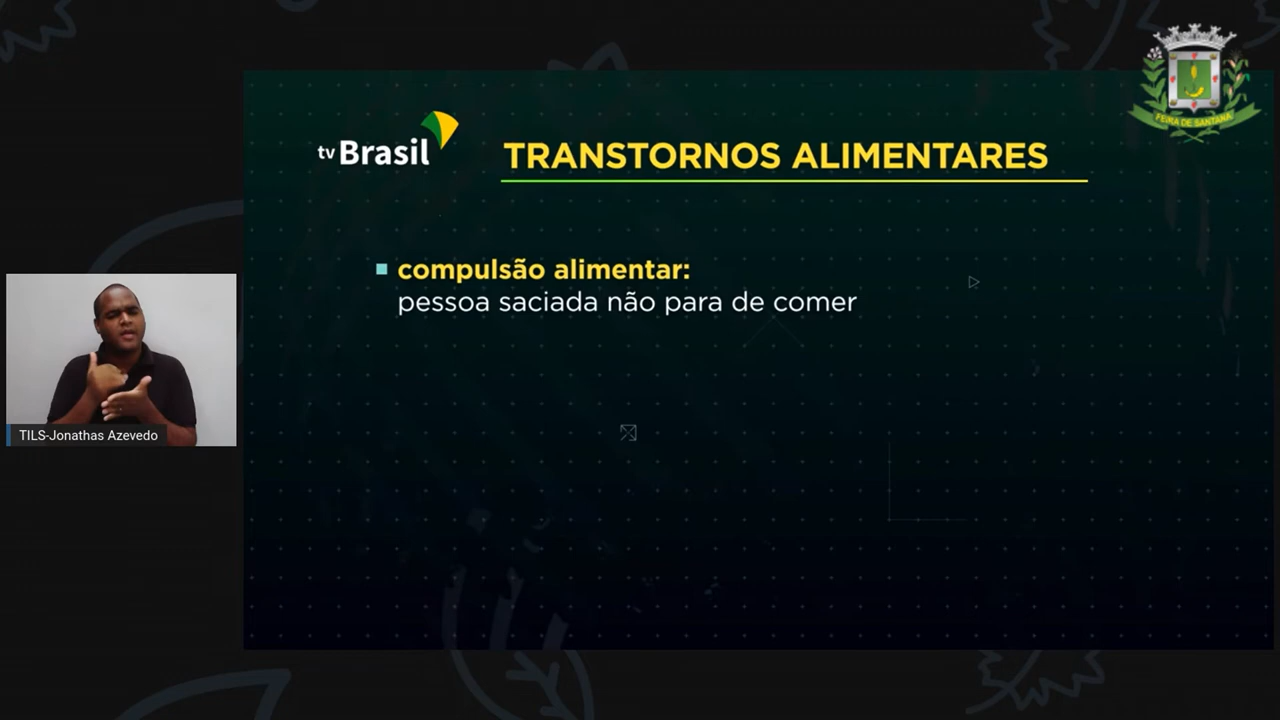 FEIRA DE SANTANA
tv Brasil
TRANSTORNOS ALIMENTARES
compulsão alimentar:
pessoa saciada não para de comer
TILS-Jonathas Azevedo